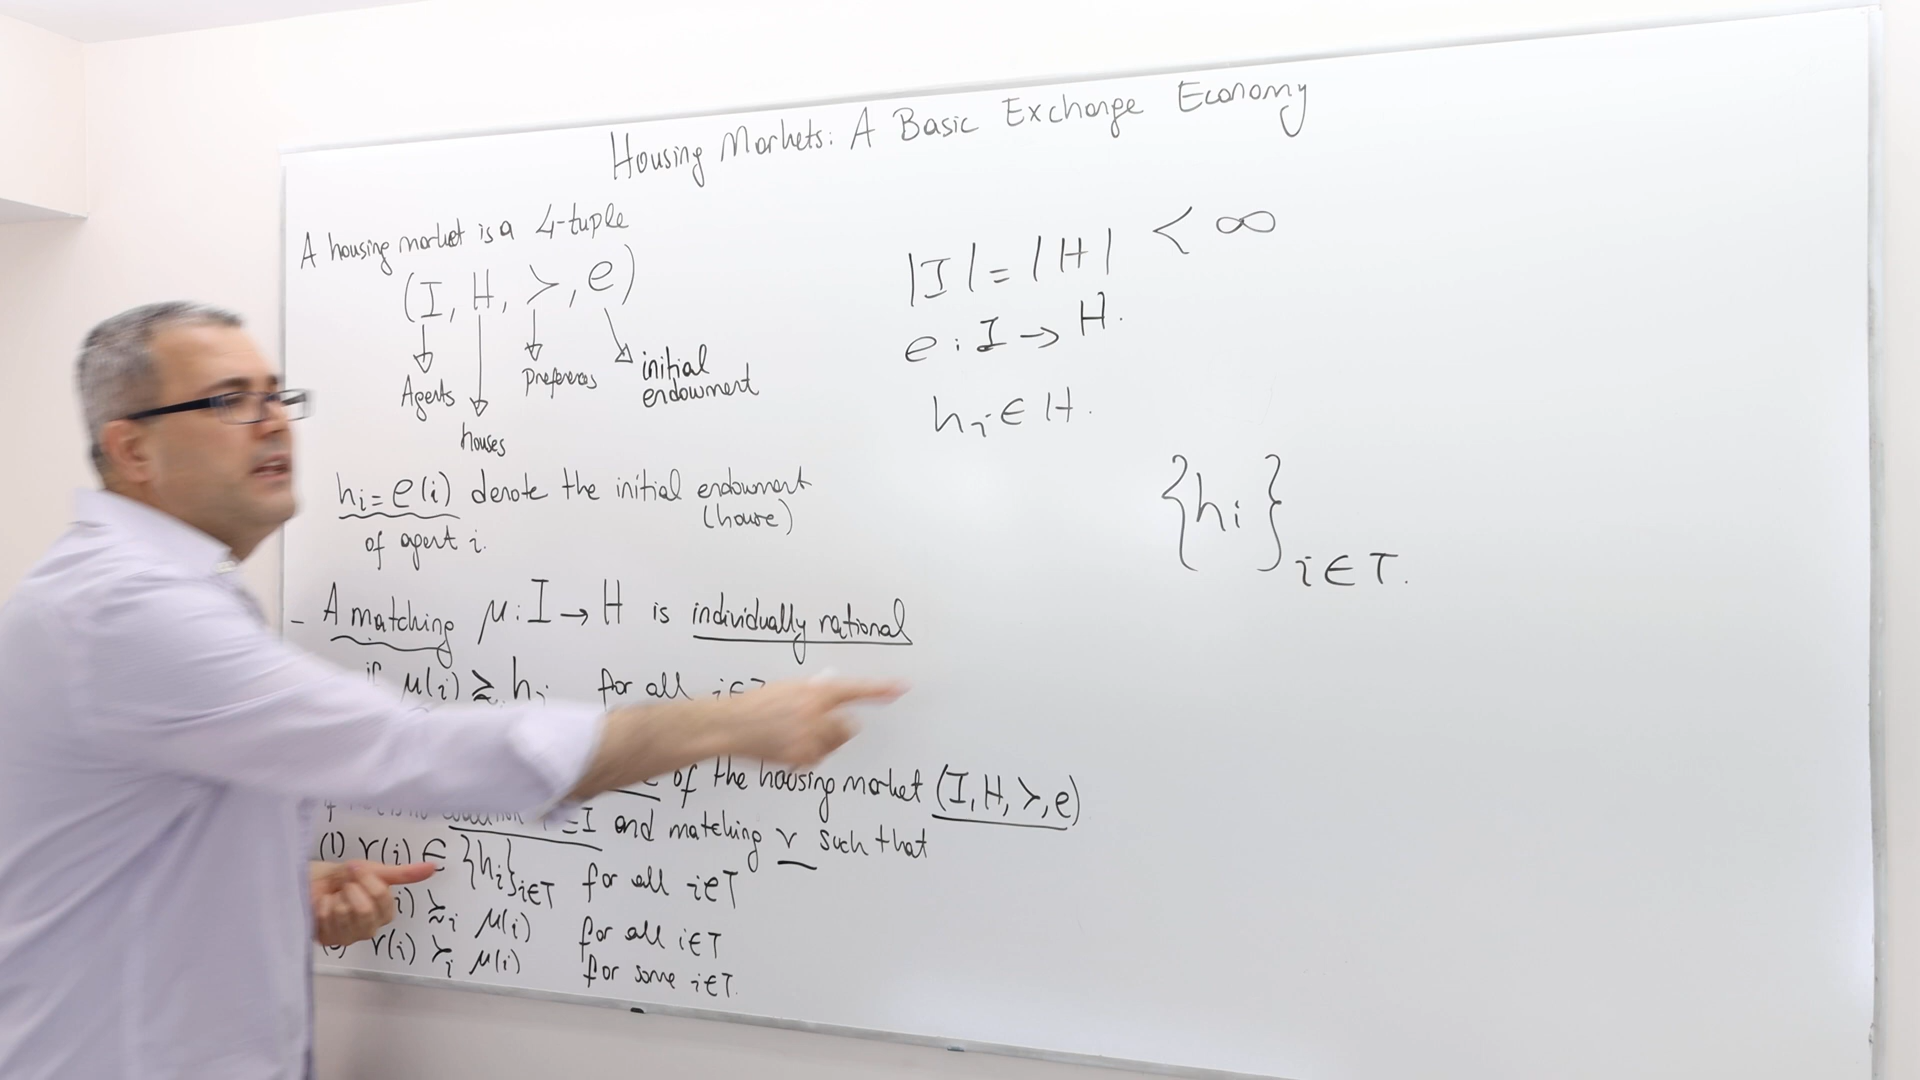 Housing Markets: A Basic Exchange Economy
A housing market is a 4-tuple
(I, H, ≻, e)
Agents
houses
Preferences
initial
endowment
h_i = e(i) denote the initial endowment
(house)
of agent i.
- A matching μ: I → H is individually rational
if μ(i) ≿ h_i for all i∈I
of the housing market (I, H, ≻, e)
T ⊆ I and matching ν such that
(1) ν(i) ∈ {h_i}_{i∈T} for all i∈T
i) ≿_i μ(i) for all i∈T
ν(i) ≻_i μ(i) for some i∈T.
|I| = |H| < ∞
e: I → H.
h_i ∈ H.
{h_i}_{i∈T}.